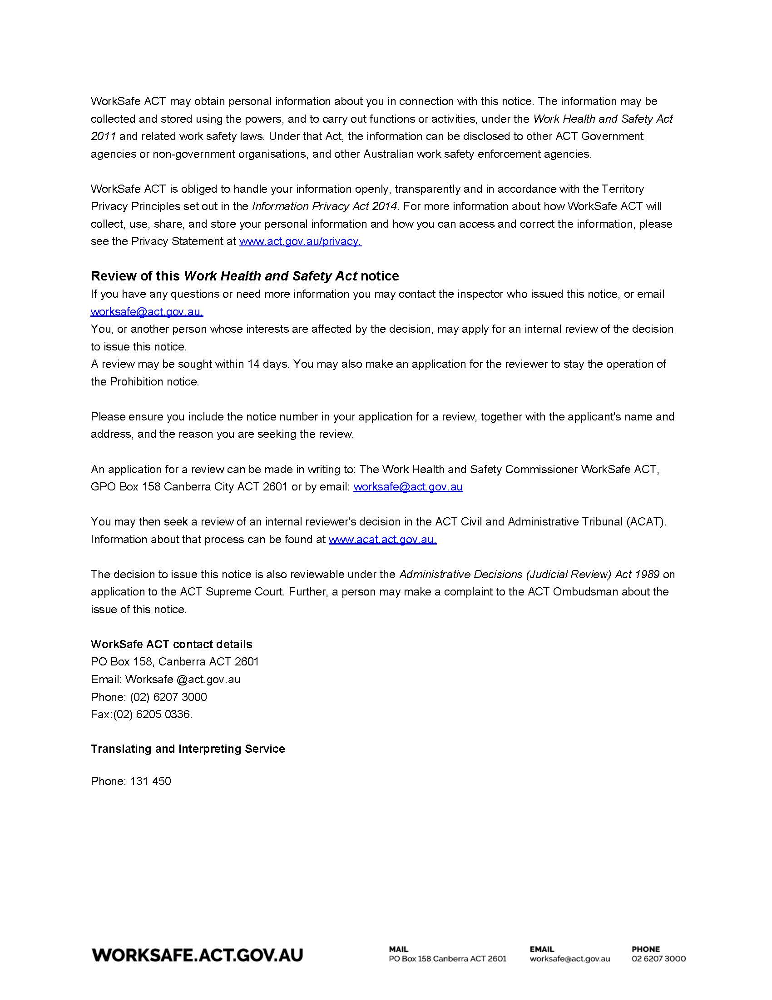 WorkSafe ACT may obtain personal information about you in connection with this notice. The information may be
collected and stored using the powers, and to carry out functions or activities, under the Work Health and Safety Act
2011 and related work safety laws. Under that Act, the information can be disclosed to other ACT Government
agencies or non-government organisations, and other Australian work safety enforcement agencies.
WorkSafe ACT is obliged to handle your information openly, transparently and in accordance with the Territory
Privacy Principles set out in the Information Privacy Act 2014. For more information about how WorkSafe ACT will
collect, use, share, and store your personal information and how you can access and correct the information, please
see the Privacy Statement at www.act.gov.au/privacy.
Review of this Work Health and Safety Act notice
If you have any questions or need more information you may contact the inspector who issued this notice, or email
worksafe@act.gov.au.
You, or another person whose interests are affected by the decision, may apply for an internal review of the decision
to issue this notice.
A review may be sought within 14 days. You may also make an application for the reviewer to stay the operation of
the Prohibition notice.
Please ensure you include the notice number in your application for a review, together with the applicant's name and
address, and the reason you are seeking the review.
An application for a review can be made in writing to: The Work Health and Safety Commissioner WorkSafe ACT,
GPO Box 158 Canberra City ACT 2601 or by email: worksafe@act.gov.au
You may then seek a review of an internal reviewer's decision in the ACT Civil and Administrative Tribunal (ACAT).
Information about that process can be found at www.acat.act.gov.au.
The decision to issue this notice is also reviewable under the Administrative Decisions (Judicial Review) Act 1989 on
application to the ACT Supreme Court. Further, a person may make a complaint to the ACT Ombudsman about the
issue of this notice.
WorkSafe ACT contact details
PO Box 158, Canberra ACT 2601
Email: Worksafe @act.gov.au
Phone: (02) 6207 3000
Fax:(02) 6205 0336.
Translating and Interpreting Service
Phone: 131 450
WORKSAFE.ACT.GOV.AU
MAIL
PO Box 158 Canberra ACT 2601
EMAIL
worksafe@act.gov.au
PHONE
02 6207 3000